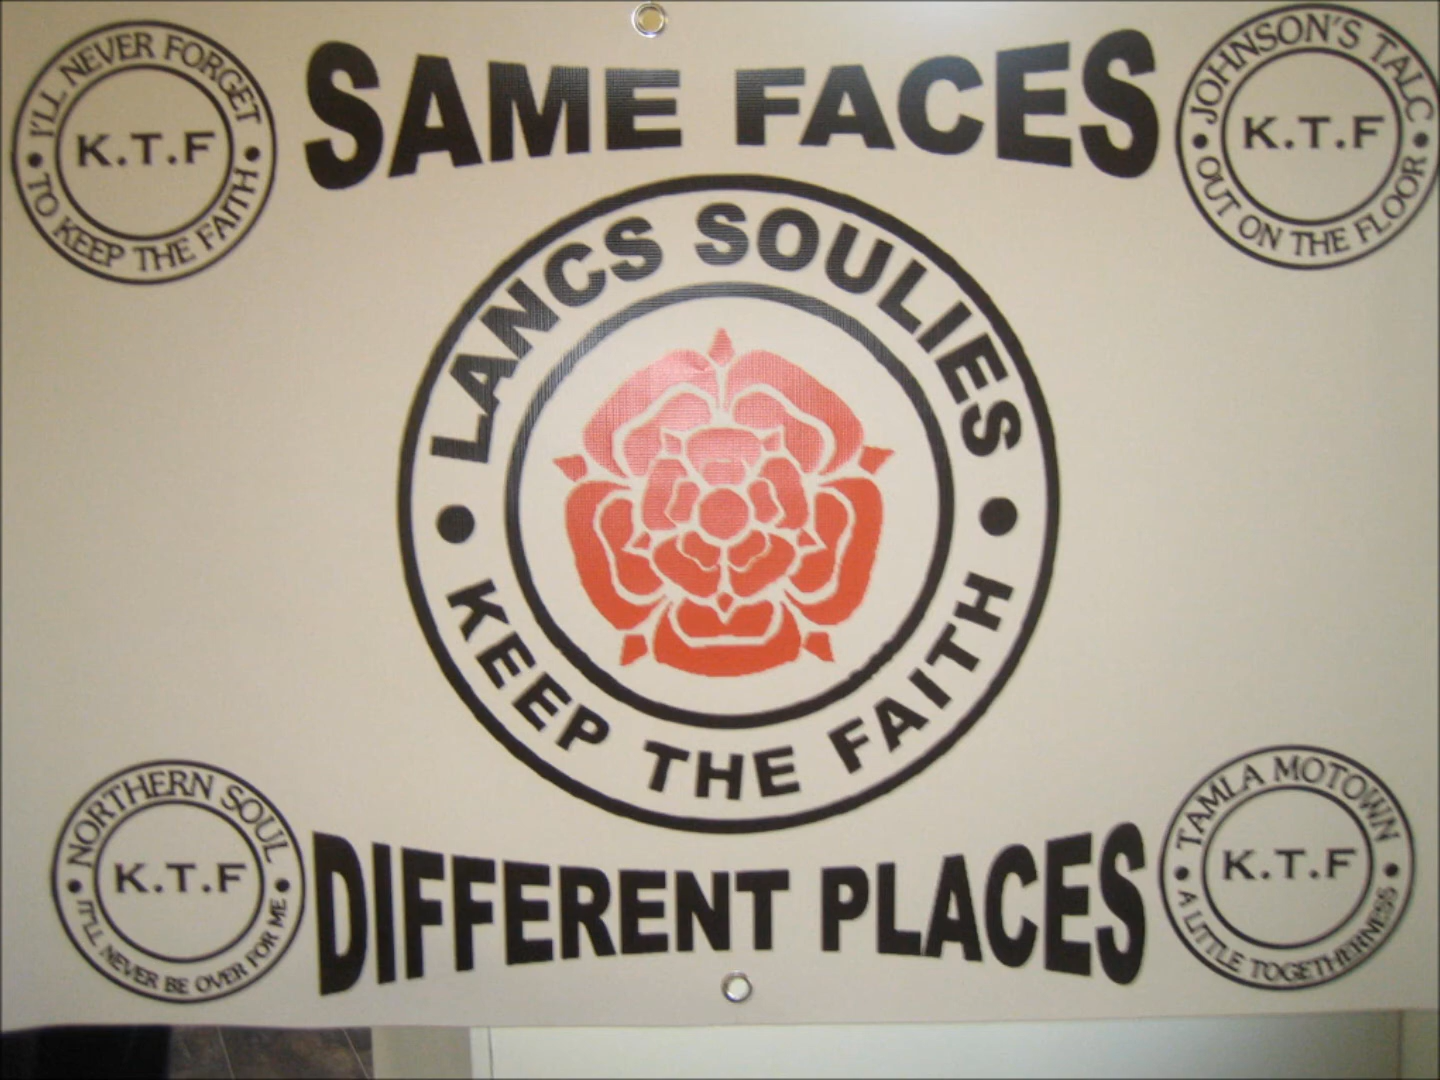 I'LL NEVER FORGET
K.T.F
TO KEEP THE FAITH
SAME FACES
JOHNSON'S TALC
K.T.F
OUT ON THE FLOOR
LANCS SOULIES
KEEP THE FAITH
NORTHERN SOUL
K.T.F
IT'LL NEVER BE OVER FOR ME
DIFFERENT PLACES
TAMLA MOTOWN
K.T.F
A LITTLE TOGETHERNESS